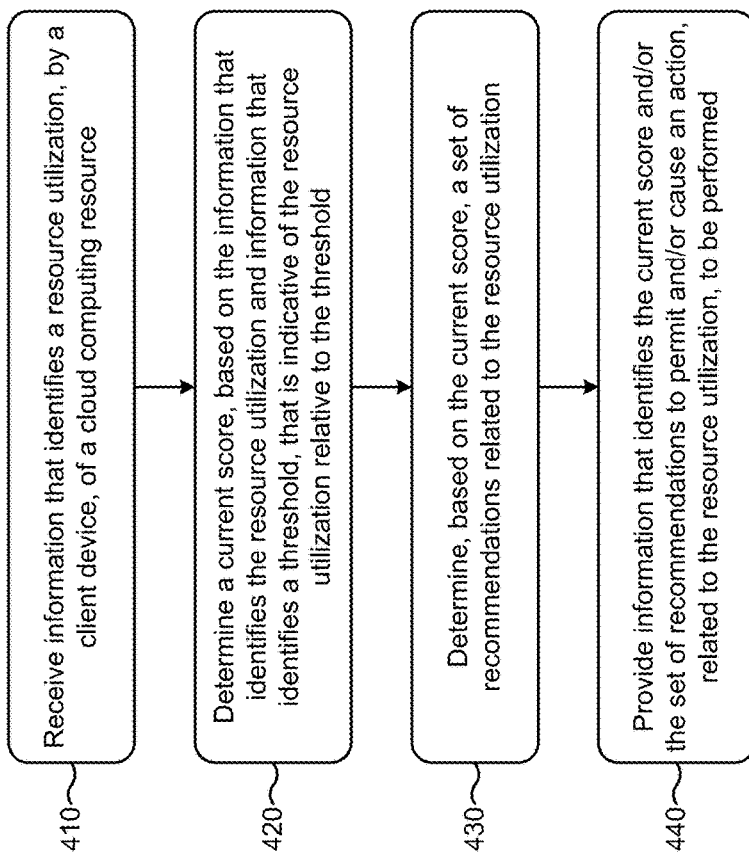 410
Receive information that identifies a resource utilization, by a
client device, of a cloud computing resource
420
Determine a current score, based on the information that
identifies the resource utilization and information that
identifies a threshold, that is indicative of the resource
utilization relative to the threshold
430
Determine, based on the current score, a set of
recommendations related to the resource utilization
440
Provide information that identifies the current score and/or
the set of recommendations to permit and/or cause an action,
related to the resource utilization, to be performed